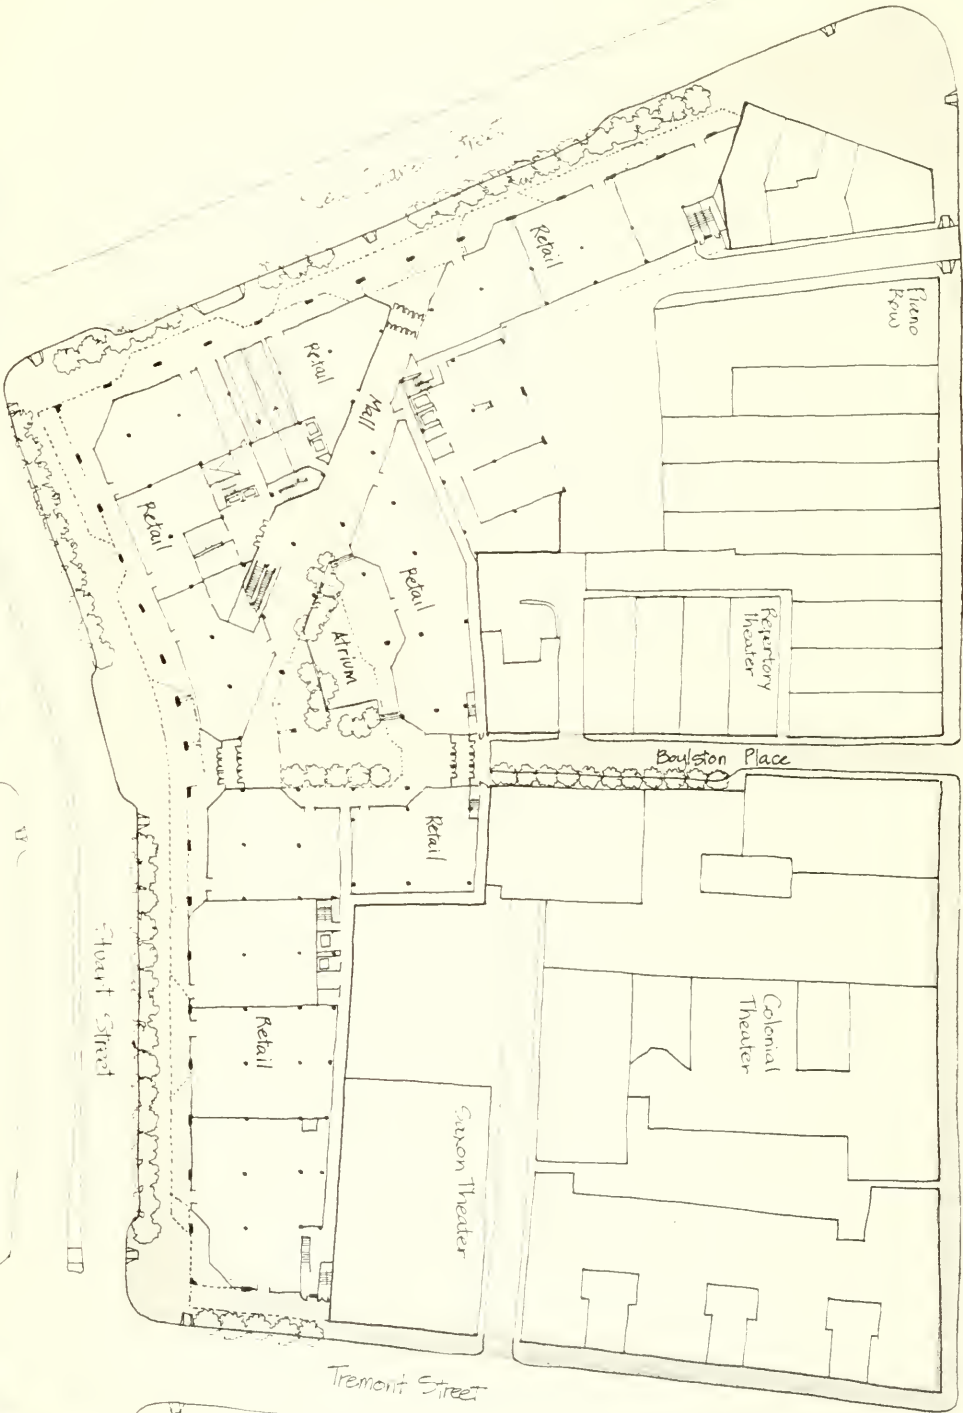 Retail
Piano
Row
Retail
Mall
Retail
Retail
Atrium
Repertory
Theater
Boylston Place
Retail
Colonial
Theater
Stuart Street
Retail
Saxon Theater
Tremont Street